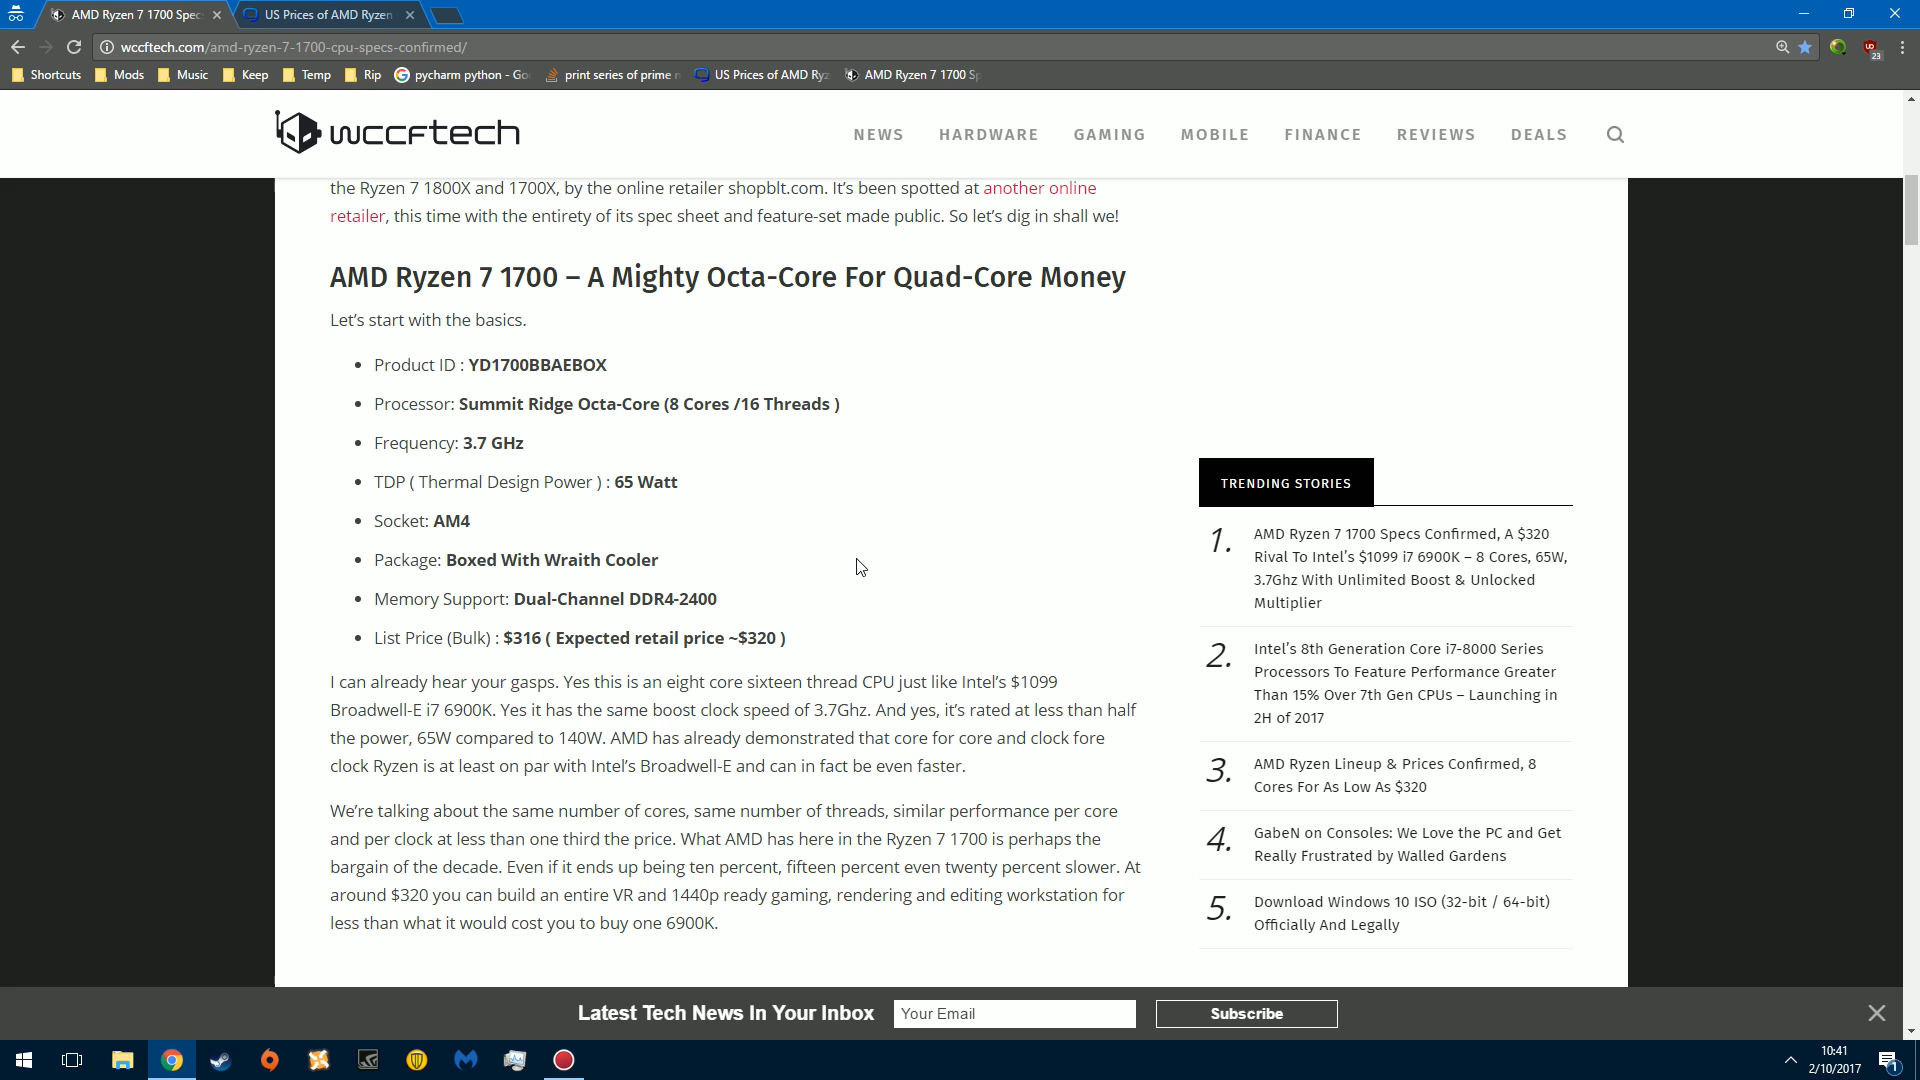 AMD Ryzen 7 1700 Spec
US Prices of AMD Ryzen
wccftech.com/amd-ryzen-7-1700-cpu-specs-confirmed/
23
Shortcuts
Mods
Music
Keep
Temp
Rip
pycharm python - Go
print series of prime n
US Prices of AMD Ryz
AMD Ryzen 7 1700 Sp
wccftech
NEWS
HARDWARE
GAMING
MOBILE
FINANCE
REVIEWS
DEALS
the Ryzen 7 1800X and 1700X, by the online retailer shopblt.com. It's been spotted at another online
retailer, this time with the entirety of its spec sheet and feature-set made public. So let's dig in shall we!
AMD Ryzen 7 1700 – A Mighty Octa-Core For Quad-Core Money
Let's start with the basics.
• Product ID : YD1700BBAEBOX
• Processor: Summit Ridge Octa-Core (8 Cores /16 Threads )
• Frequency: 3.7 GHz
• TDP ( Thermal Design Power ) : 65 Watt
• Socket: AM4
• Package: Boxed With Wraith Cooler
• Memory Support: Dual-Channel DDR4-2400
• List Price (Bulk) : $316 ( Expected retail price ~$320 )
I can already hear your gasps. Yes this is an eight core sixteen thread CPU just like Intel's $1099
Broadwell-E i7 6900K. Yes it has the same boost clock speed of 3.7Ghz. And yes, it's rated at less than half
the power, 65W compared to 140W. AMD has already demonstrated that core for core and clock fore
clock Ryzen is at least on par with Intel's Broadwell-E and can in fact be even faster.
We're talking about the same number of cores, same number of threads, similar performance per core
and per clock at less than one third the price. What AMD has here in the Ryzen 7 1700 is perhaps the
bargain of the decade. Even if it ends up being ten percent, fifteen percent even twenty percent slower. At
around $320 you can build an entire VR and 1440p ready gaming, rendering and editing workstation for
less than what it would cost you to buy one 6900K.
TRENDING STORIES
1. AMD Ryzen 7 1700 Specs Confirmed, A $320
Rival To Intel's $1099 i7 6900K – 8 Cores, 65W,
3.7Ghz With Unlimited Boost & Unlocked
Multiplier
2. Intel's 8th Generation Core i7-8000 Series
Processors To Feature Performance Greater
Than 15% Over 7th Gen CPUs – Launching in
2H of 2017
3. AMD Ryzen Lineup & Prices Confirmed, 8
Cores For As Low As $320
4. GabeN on Consoles: We Love the PC and Get
Really Frustrated by Walled Gardens
5. Download Windows 10 ISO (32-bit / 64-bit)
Officially And Legally
Latest Tech News In Your Inbox
Your Email
Subscribe
10:41
2/10/2017
1